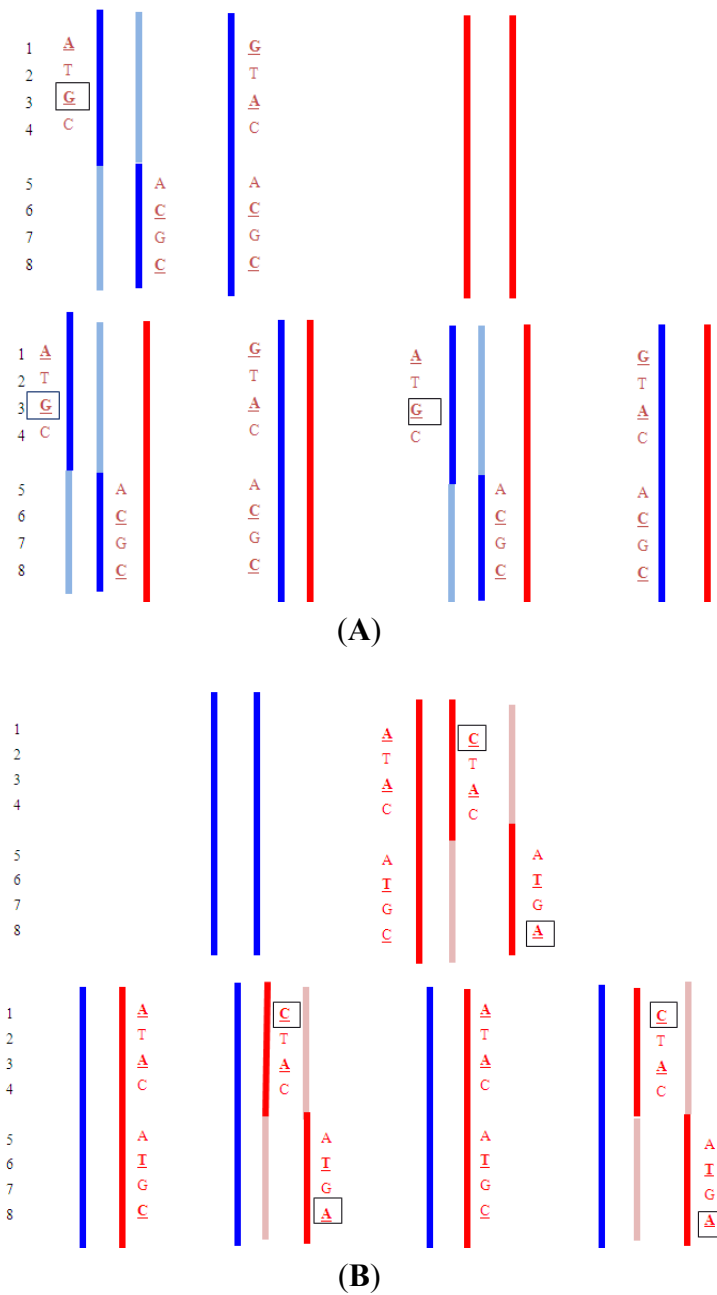 1 A G
2 T T
3 G A
4 C C
5 A A
6 C C
7 G G
8 C C
1 A G A G
2 T T T T
3 G A G A
4 C C C C
5 A A A A
6 C C C C
7 G G G G
8 C C C C
(A)
1 A C
2 T T
3 A A
4 C C
5 A A
6 T T
7 G G
8 C A
1 A C A C
2 T T T T
3 A A A A
4 C C C C
5 A A A A
6 T T T T
7 G G G G
8 C A C A
(B)